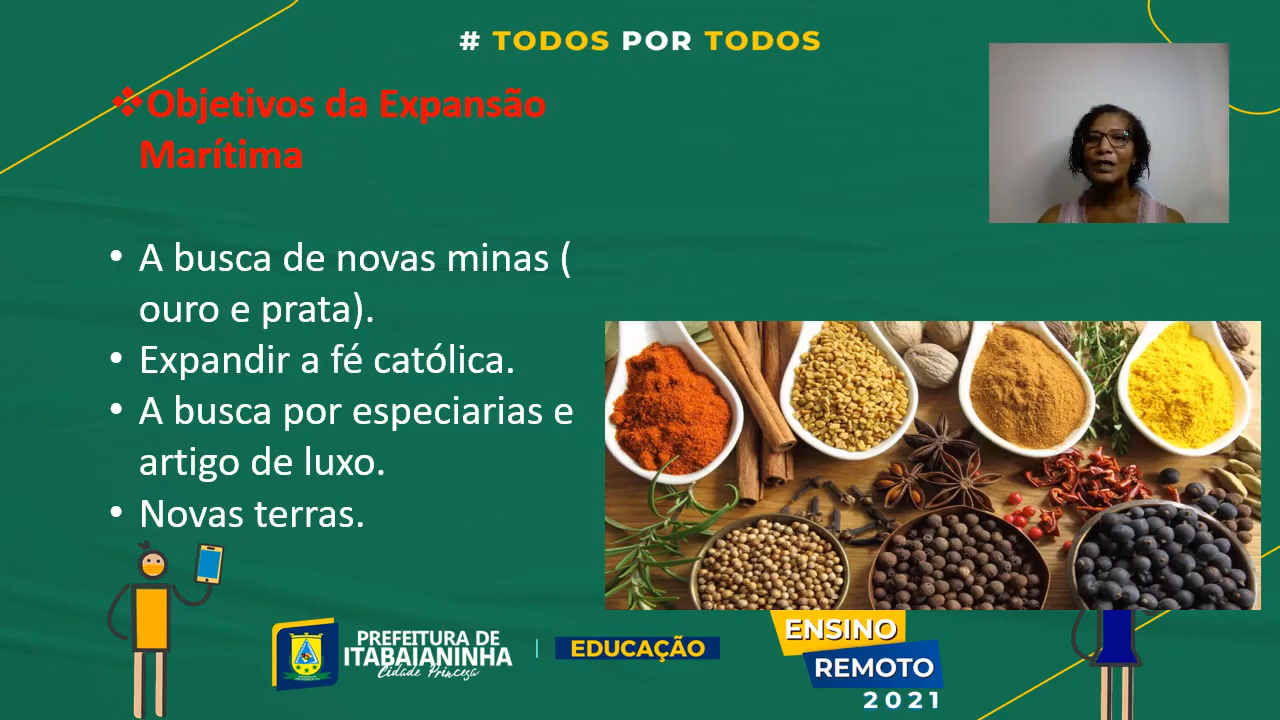 # TODOS POR TODOS
❖Objetivos da Expansão
Marítima
• A busca de novas minas (
ouro e prata).
• Expandir a fé católica.
• A busca por especiarias e
artigo de luxo.
• Novas terras.
PREFEITURA DE
ITABAIANINHA
Cidade Princesa
EDUCAÇÃO
ENSINO
REMOTO
2021